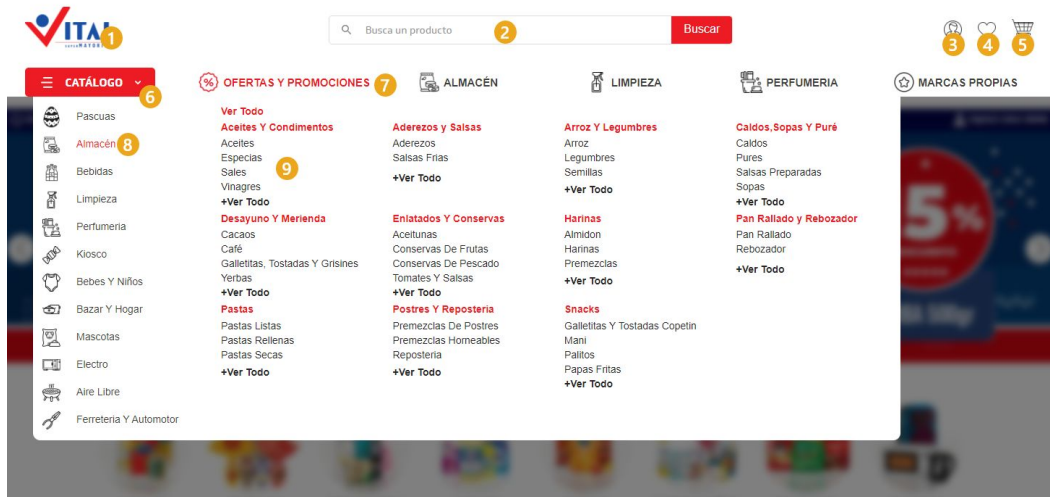 VITAL
SUPERMAYORISTA
1
Busca un producto
2
Buscar
3
4
5
CATÁLOGO
6
OFERTAS Y PROMOCIONES
7
ALMACÉN
LIMPIEZA
PERFUMERIA
MARCAS PROPIAS
Pascuas
Almacén
8
Bebidas
Limpieza
Perfumeria
Kiosco
Bebes Y Niños
Bazar Y Hogar
Mascotas
Electro
Aire Libre
Ferreteria Y Automotor
Ver Todo
Aceites Y Condimentos
Aceites
Especias
9
Sales
Vinagres
+Ver Todo
Aderezos y Salsas
Aderezos
Salsas Frias
+Ver Todo
Arroz Y Legumbres
Arroz
Legumbres
Semillas
+Ver Todo
Caldos,Sopas Y Puré
Caldos
Pures
Salsas Preparadas
Sopas
+Ver Todo
Desayuno Y Merienda
Cacaos
Café
Galletitas, Tostadas Y Grisines
Yerbas
+Ver Todo
Enlatados Y Conservas
Aceitunas
Conservas De Frutas
Conservas De Pescado
Tomates Y Salsas
+Ver Todo
Harinas
Almidon
Harinas
Premezclas
+Ver Todo
Pan Rallado y Rebozador
Pan Rallado
Rebozador
+Ver Todo
Pastas
Pastas Listas
Pastas Rellenas
Pastas Secas
+Ver Todo
Postres Y Reposteria
Premezclas De Postres
Premezclas Horneables
Reposteria
+Ver Todo
Snacks
Galletitas Y Tostadas Copetin
Mani
Palitos
Papas Fritas
+Ver Todo
5%